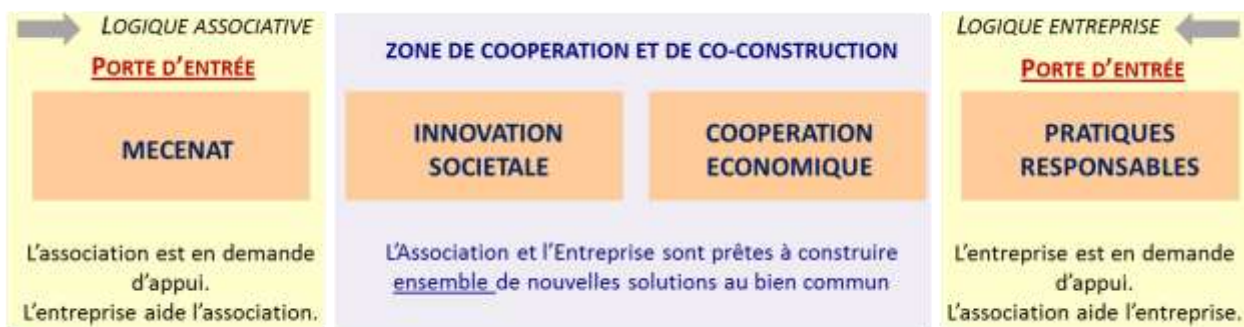 LOGIQUE ASSOCIATIVE
PORTE D'ENTRÉE
MECENAT
L'association est en demande
d'appui.
L'entreprise aide l'association.
ZONE DE COOPERATION ET DE CO-CONSTRUCTION
INNOVATION
SOCIETALE
COOPERATION
ECONOMIQUE
L'Association et l'Entreprise sont prêtes à construire
ensemble de nouvelles solutions au bien commun
LOGIQUE ENTREPRISE
PORTE D'ENTRÉE
PRATIQUES
RESPONSABLES
L'entreprise est en demande
d'appui.
L'association aide l'entreprise.